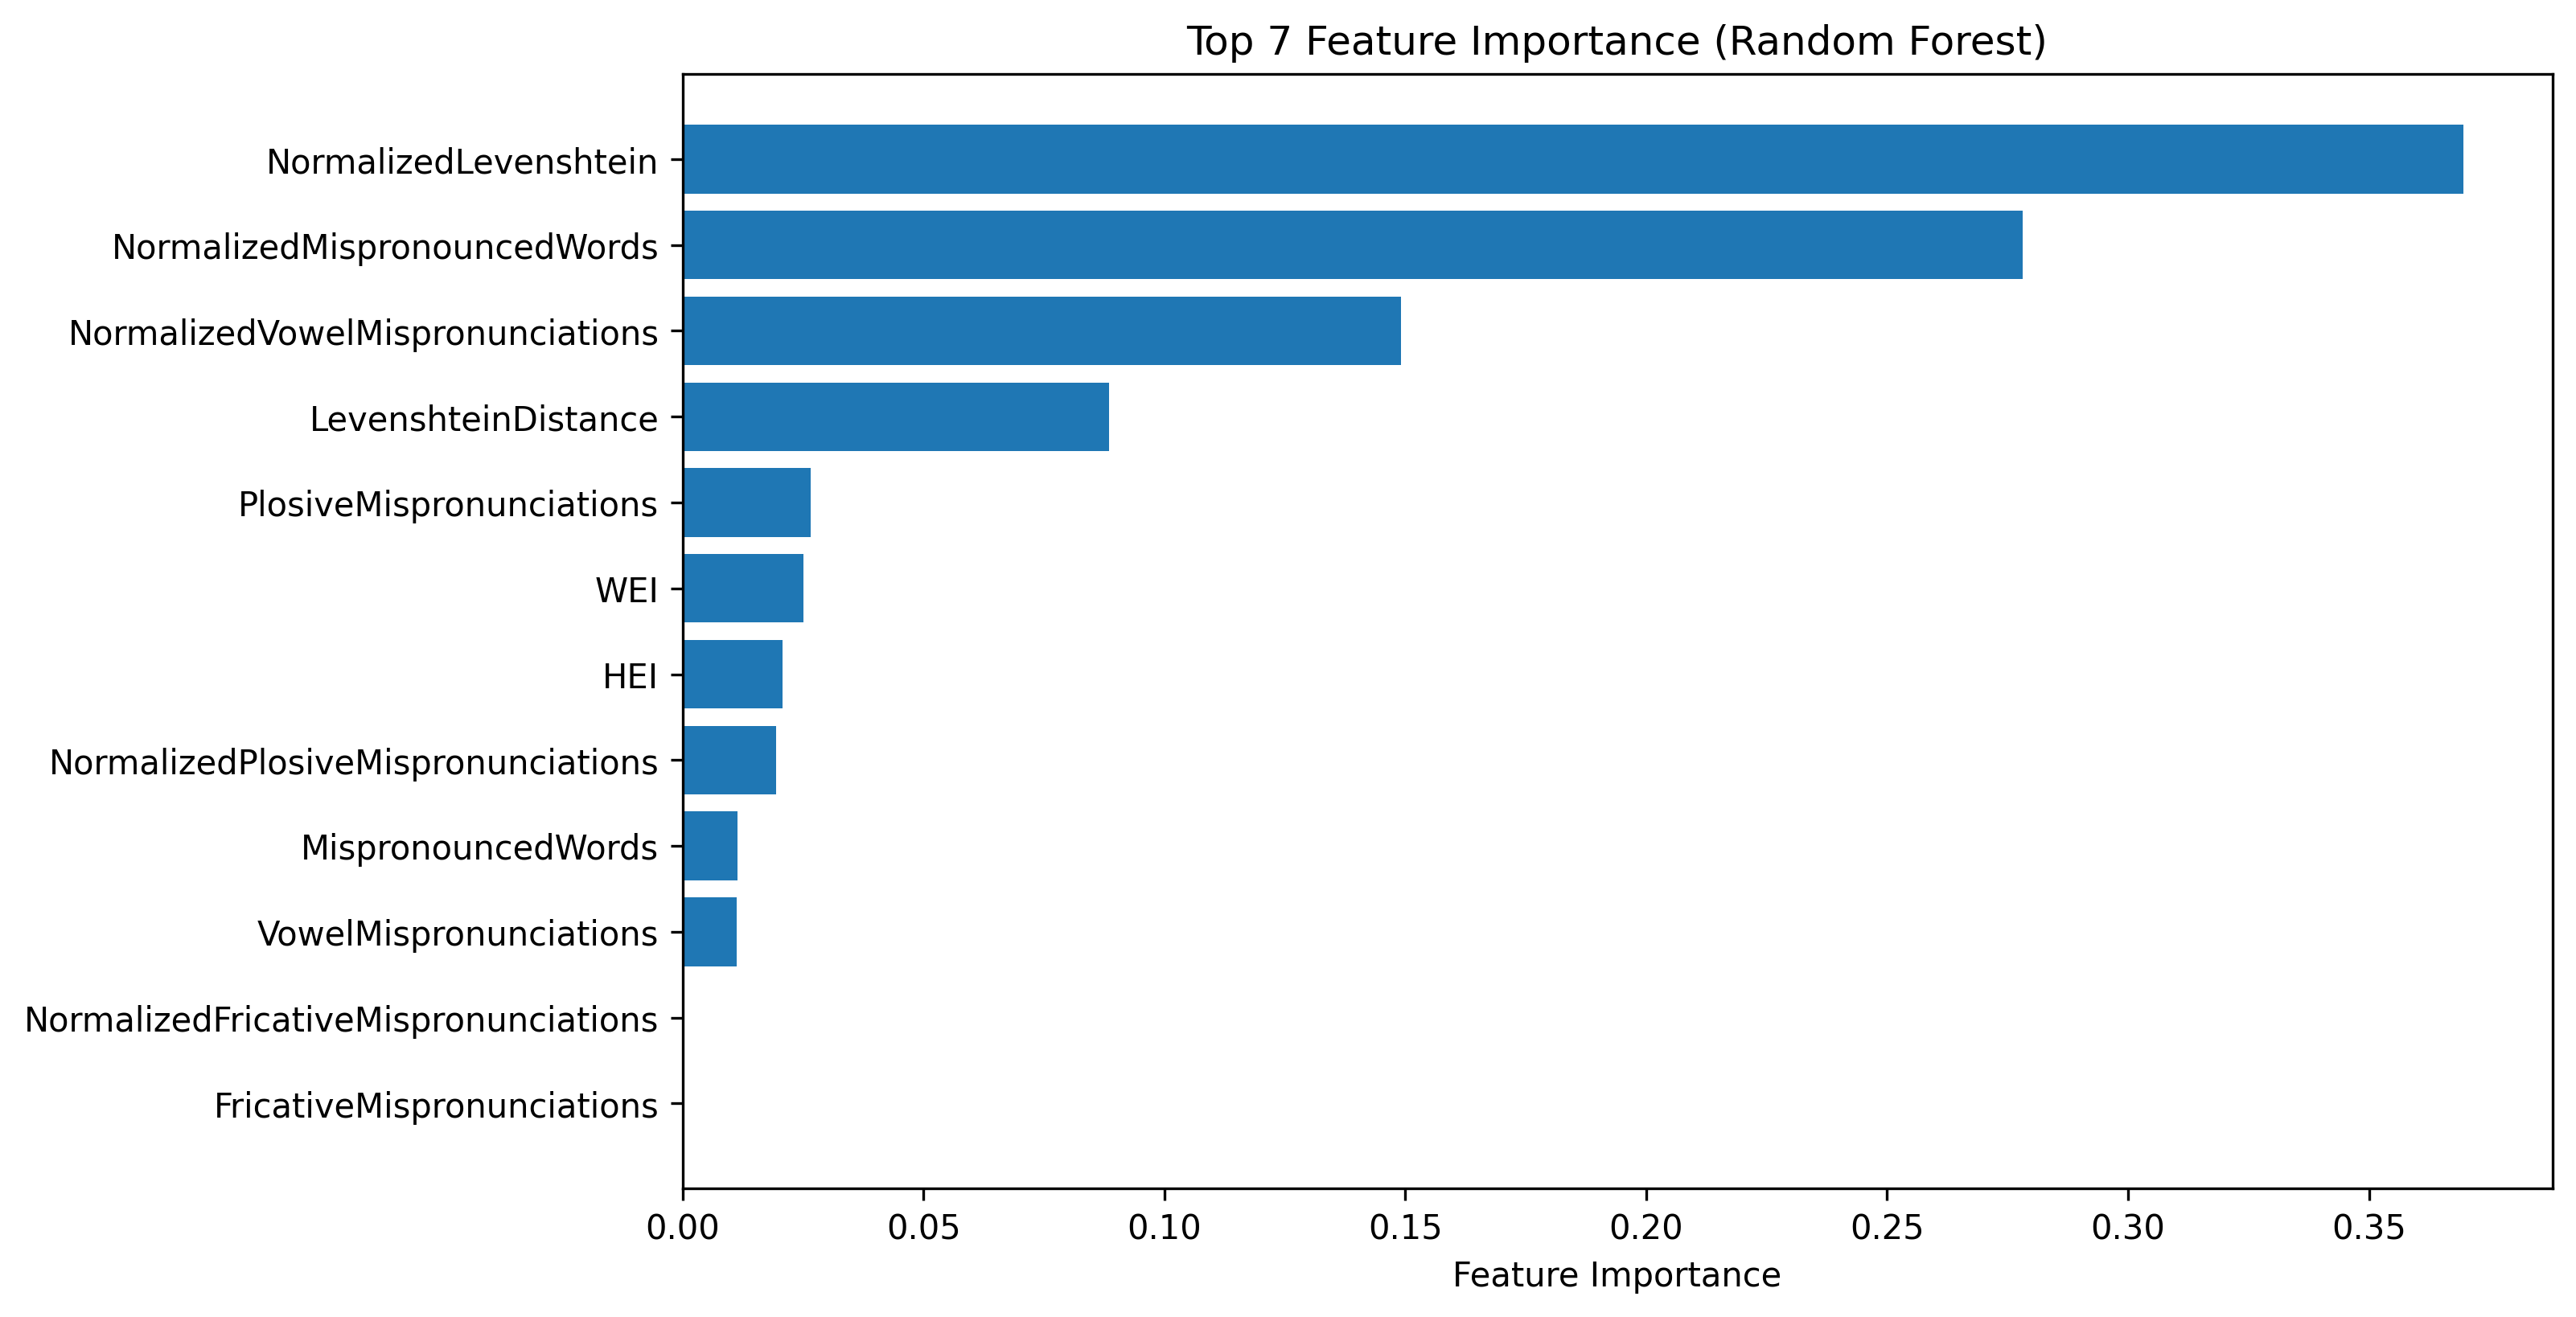 Top 7 Feature Importance (Random Forest)
NormalizedLevenshtein
NormalizedMispronouncedWords
NormalizedVowelMispronunciations
LevenshteinDistance
PlosiveMispronunciations
WEI
HEI
NormalizedPlosiveMispronunciations
MispronouncedWords
VowelMispronunciations
NormalizedFricativeMispronunciations
FricativeMispronunciations
0.00 0.05 0.10 0.15 0.20 0.25 0.30 0.35
Feature Importance